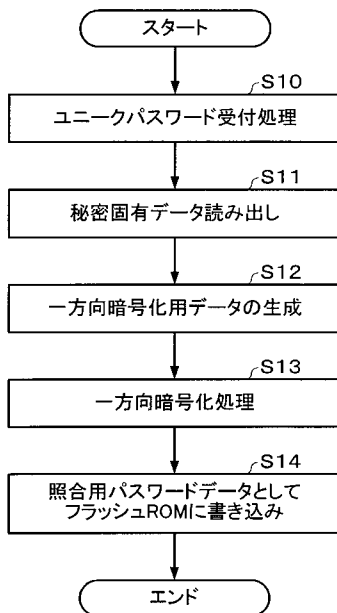 スタート
S10
ユニークパスワード受付処理
S11
秘密固有データ読み出し
S12
一方向暗号化用データの生成
S13
一方向暗号化処理
S14
照合用パスワードデータとして
フラッシュROMに書き込み
エンド